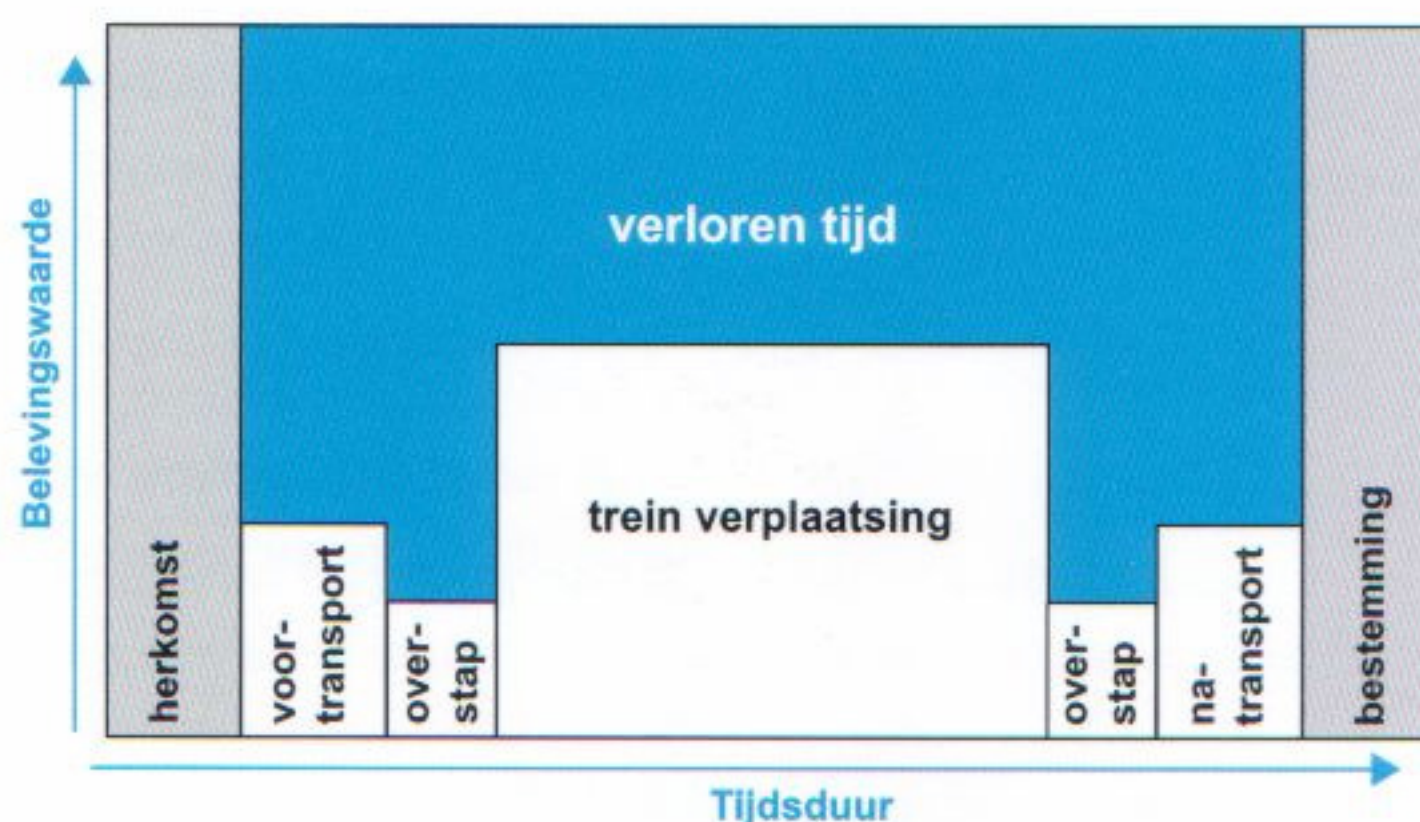 Belevingswaarde
verloren tijd
herkomst
voor-
transport
over-
stap
trein verplaatsing
over-
stap
na-
transport
bestemming
Tijdsduur